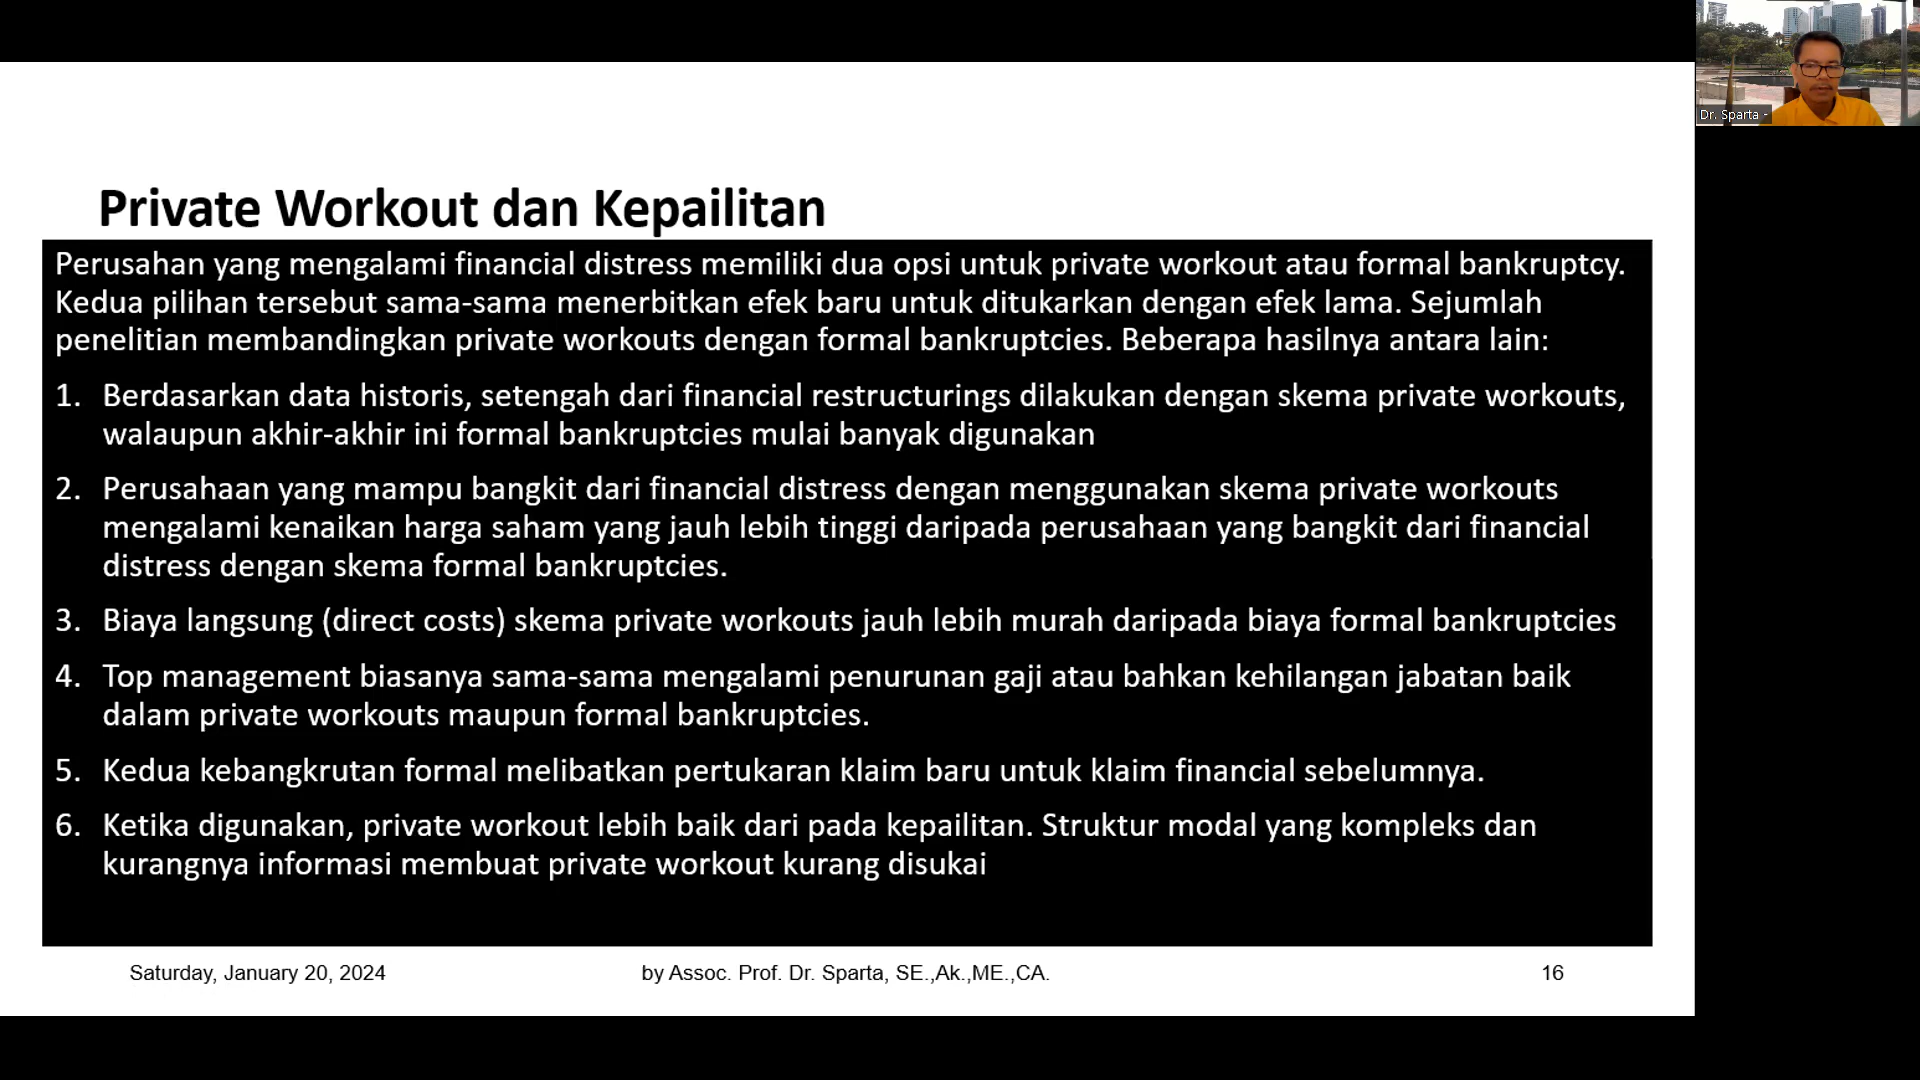 Dr. Sparta -
Private Workout dan Kepailitan
Perusahan yang mengalami financial distress memiliki dua opsi untuk private workout atau formal bankruptcy.
Kedua pilihan tersebut sama-sama menerbitkan efek baru untuk ditukarkan dengan efek lama. Sejumlah
penelitian membandingkan private workouts dengan formal bankruptcies. Beberapa hasilnya antara lain:
1. Berdasarkan data historis, setengah dari financial restructurings dilakukan dengan skema private workouts,
walaupun akhir-akhir ini formal bankruptcies mulai banyak digunakan
2. Perusahaan yang mampu bangkit dari financial distress dengan menggunakan skema private workouts
mengalami kenaikan harga saham yang jauh lebih tinggi daripada perusahaan yang bangkit dari financial
distress dengan skema formal bankruptcies.
3. Biaya langsung (direct costs) skema private workouts jauh lebih murah daripada biaya formal bankruptcies
4. Top management biasanya sama-sama mengalami penurunan gaji atau bahkan kehilangan jabatan baik
dalam private workouts maupun formal bankruptcies.
5. Kedua kebangkrutan formal melibatkan pertukaran klaim baru untuk klaim financial sebelumnya.
6. Ketika digunakan, private workout lebih baik dari pada kepailitan. Struktur modal yang kompleks dan
kurangnya informasi membuat private workout kurang disukai
Saturday, January 20, 2024
by Assoc. Prof. Dr. Sparta, SE.,Ak.,ME.,CA.
16